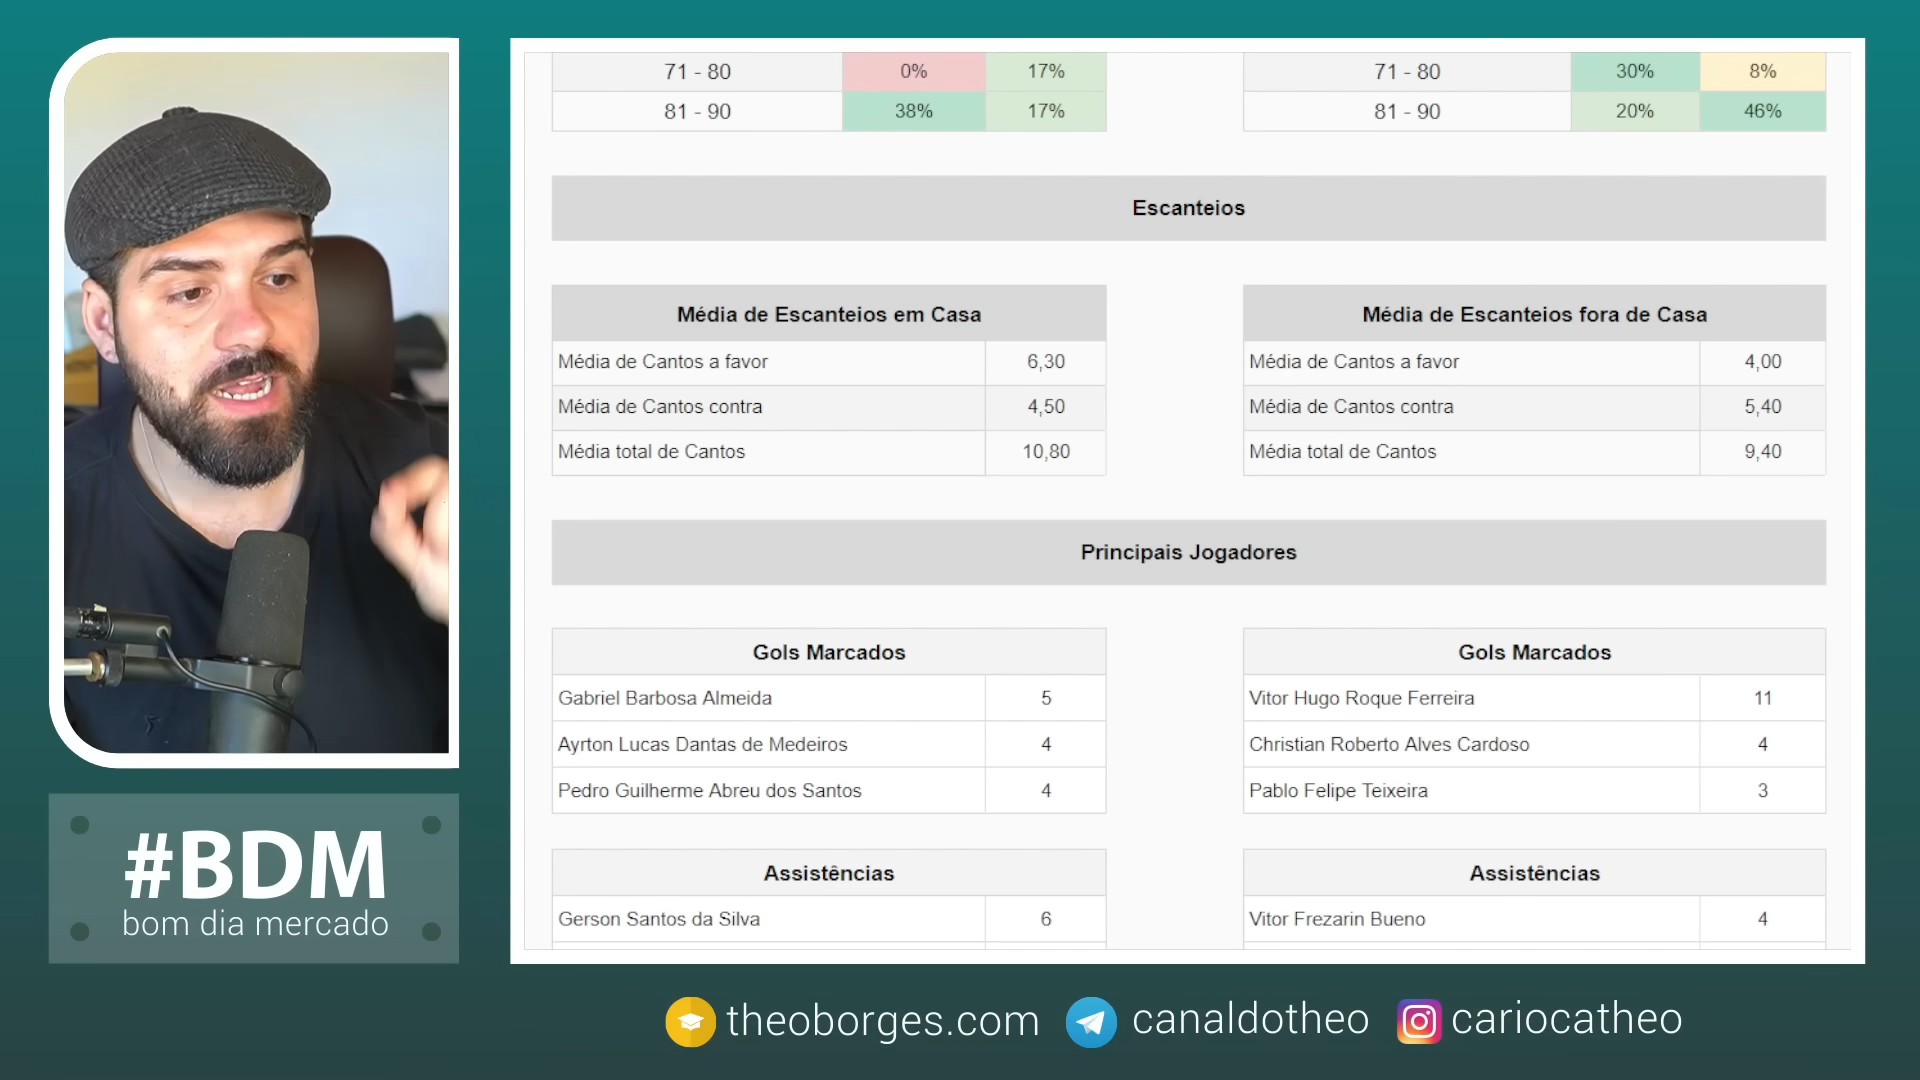 71 - 80 0% 17%
81 - 90 38% 17%
71 - 80 30% 8%
81 - 90 20% 46%
Escanteios
Média de Escanteios em Casa
Média de Cantos a favor 6,30
Média de Cantos contra 4,50
Média total de Cantos 10,80
Média de Escanteios fora de Casa
Média de Cantos a favor 4,00
Média de Cantos contra 5,40
Média total de Cantos 9,40
Principais Jogadores
Gols Marcados
Gabriel Barbosa Almeida 5
Ayrton Lucas Dantas de Medeiros 4
Pedro Guilherme Abreu dos Santos 4
Gols Marcados
Vitor Hugo Roque Ferreira 11
Christian Roberto Alves Cardoso 4
Pablo Felipe Teixeira 3
Assistências
Gerson Santos da Silva 6
Assistências
Vitor Frezarin Bueno 4
#BDM
bom dia mercado
theoborges.com
canaldotheo
cariocatheo